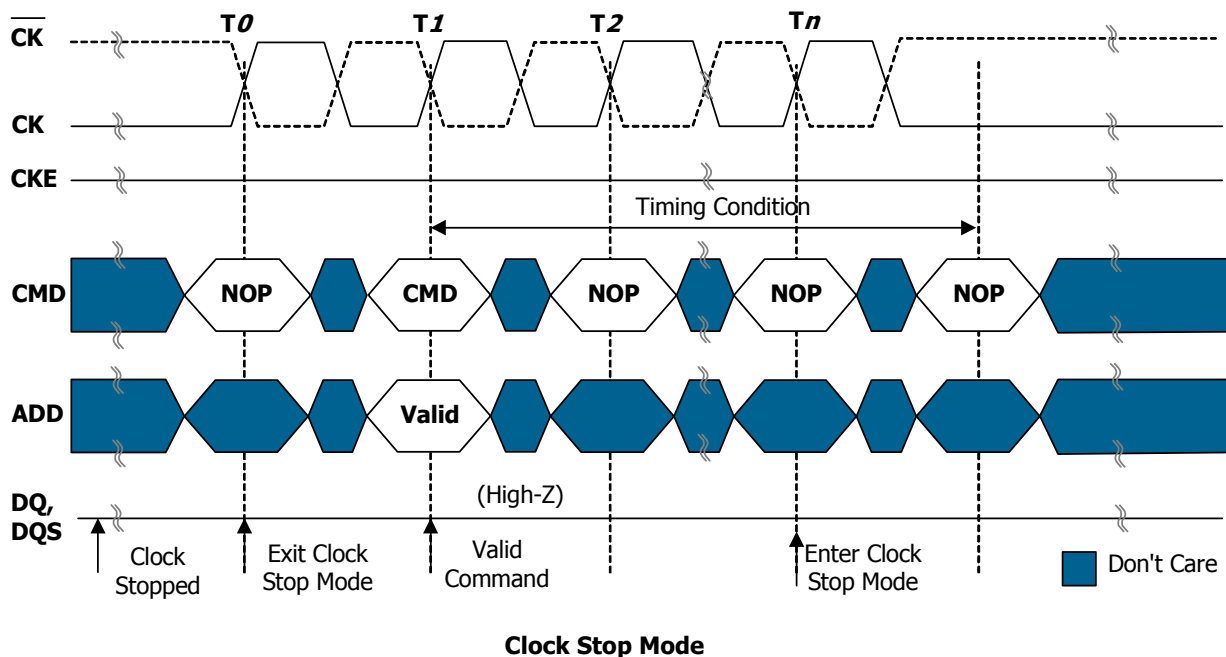 T0 T1 T2 Tn
CK
CK
CKE
Timing Condition
CMD NOP CMD NOP NOP NOP
ADD Valid
(High-Z)
DQ,
DQS
Clock
Stopped
Exit Clock
Stop Mode
Valid
Command
Enter Clock
Stop Mode
Don't Care
Clock Stop Mode